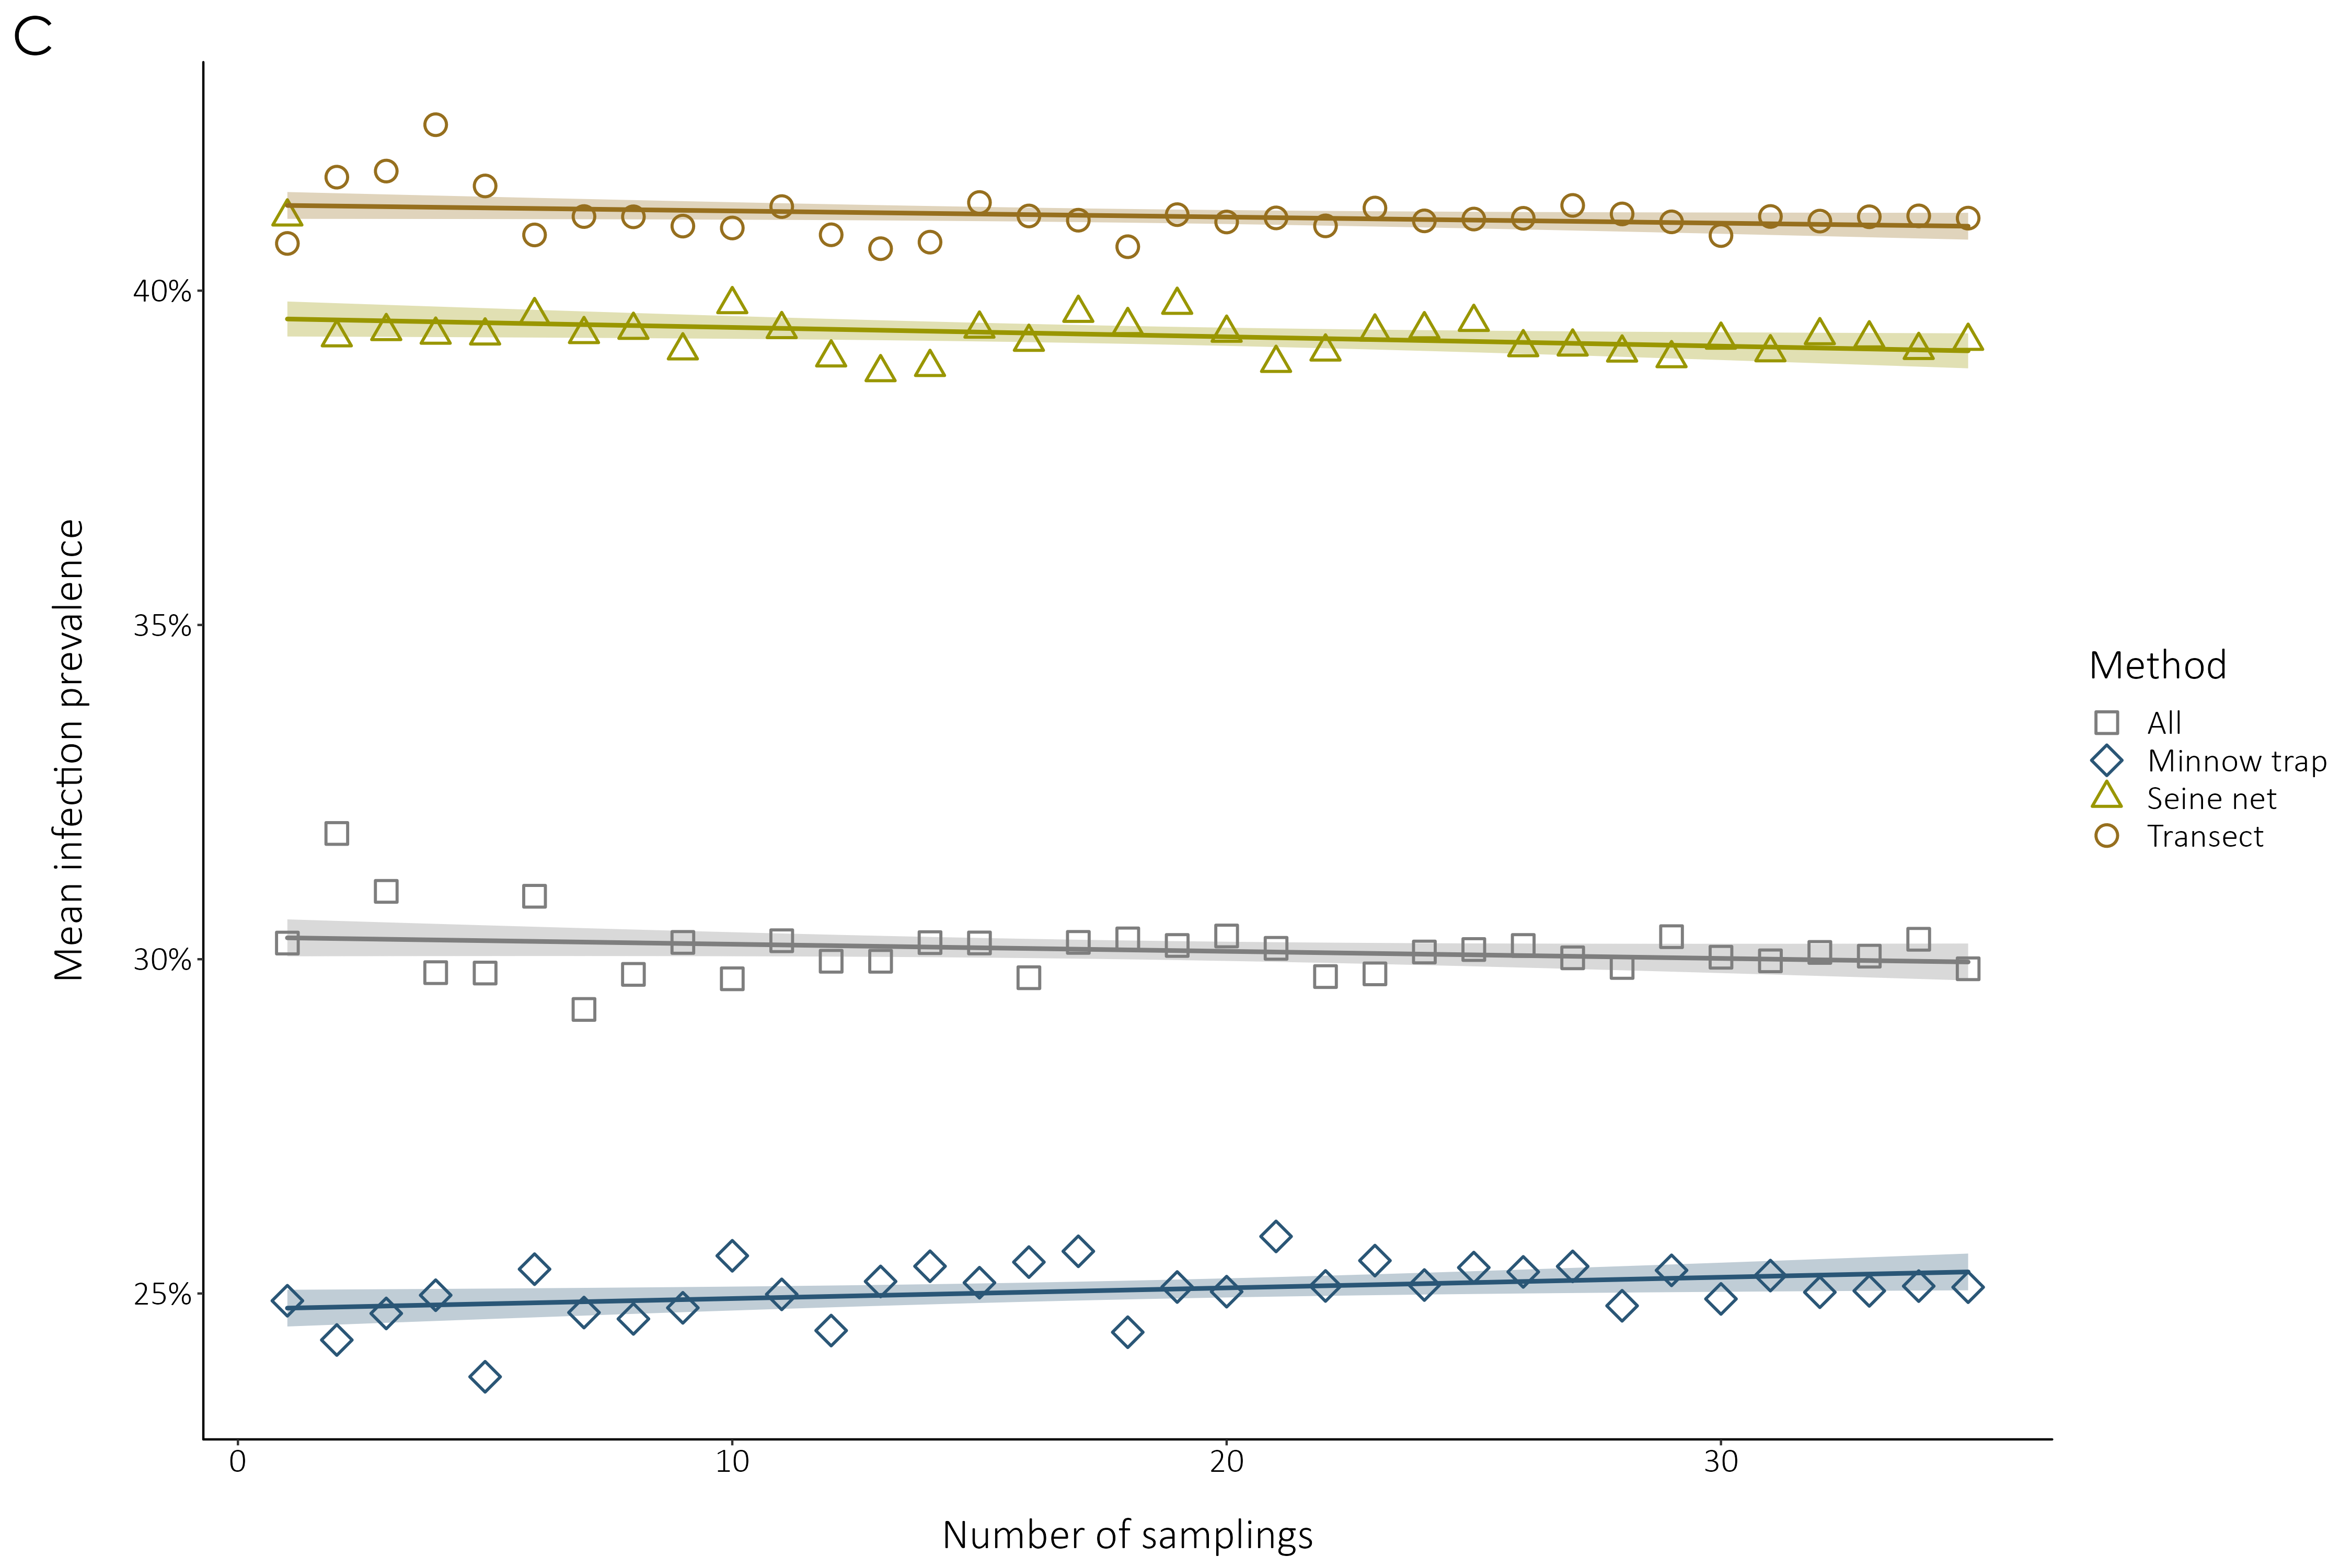 C
Mean infection prevalence
40%
35%
30%
25%
0
10
20
30
Number of samplings
Method
All
Minnow trap
Seine net
Transect